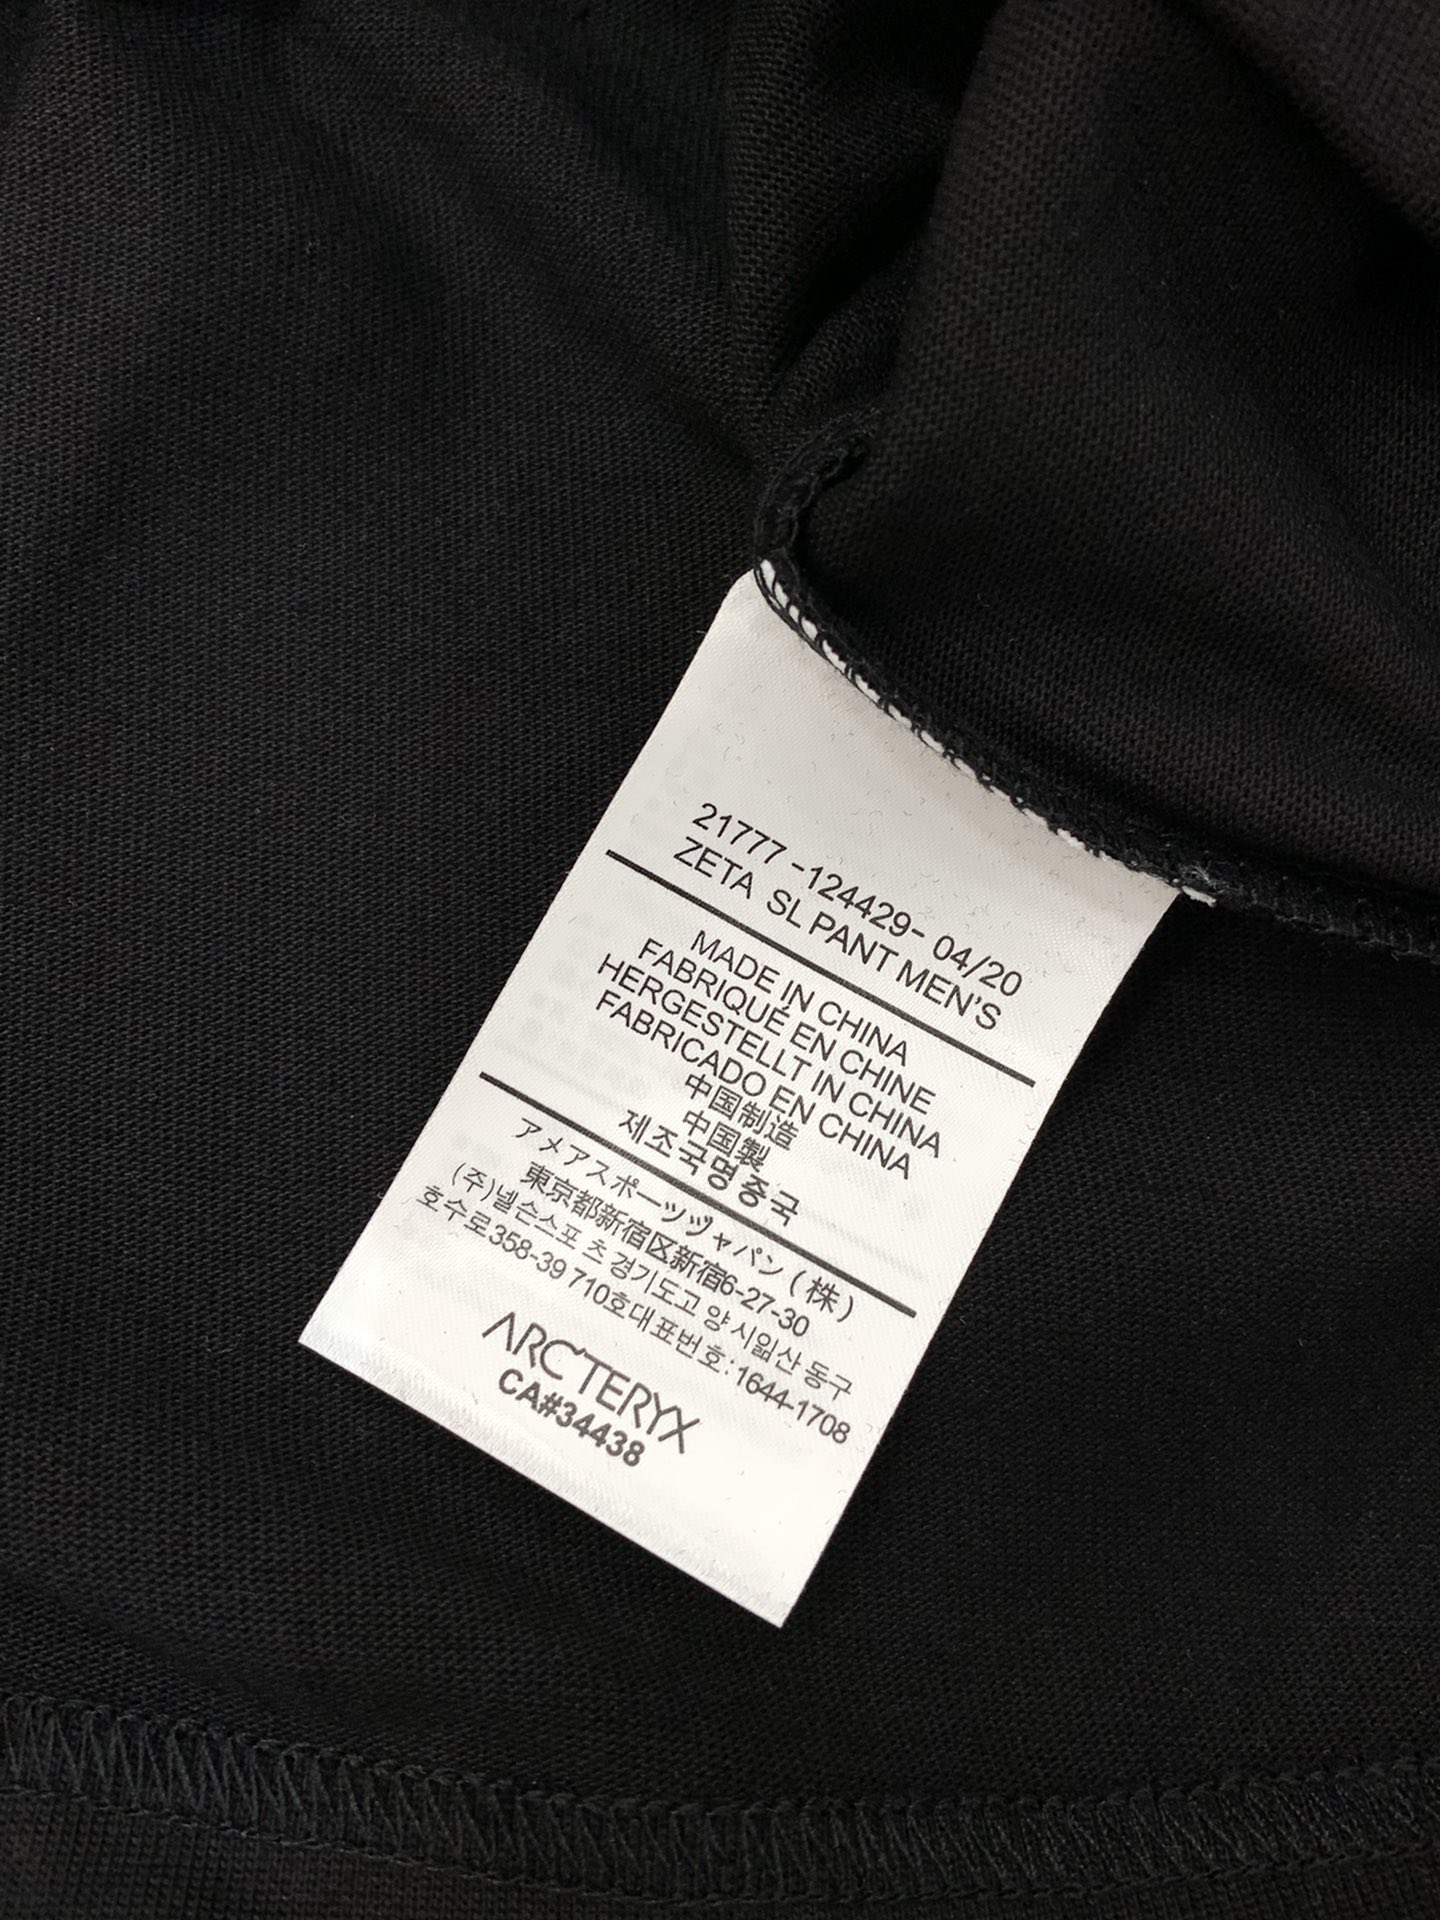 21777 -124429- 04/20
ZETA SL PANT MEN'S
MADE IN CHINA
FABRIQUÉ EN CHINE
HERGESTELLT IN CHINA
FABRICADO EN CHINA
中国制造
中国製
제조국명중국
アメアスポーツヅャパン (株)
東京都新宿区新宿6-27-30
(주)넬슨스포 츠 경기도고 양 시잂산 동구
호수로358-39 710호대표번호:1644-1708
ARC'TERYX
CA#34438